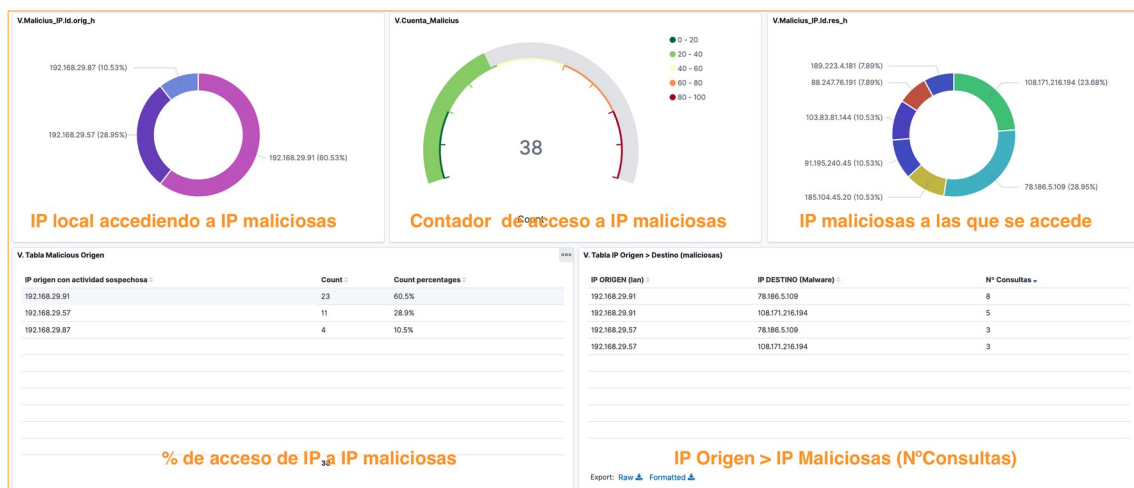 V.Malicius_IP.Id.orig_h
192.168.29.87 (10.53%)
192.168.29.57 (28.95%)
192.168.29.91 (60.53%)
IP local accediendo a IP maliciosas
V.Cuenta_Malicius
0 - 20
20 - 40
40 - 60
60 - 80
80 - 100
38
Count
Contador de acceso a IP maliciosas
V.Malicius_IP.Id.res_h
189.223.4.181 (7.89%)
88.247.76.191 (7.89%)
103.83.81.144 (10.53%)
91.195.240.45 (10.53%)
185.104.45.20 (10.53%)
108.171.216.194 (23.68%)
78.186.5.109 (28.95%)
IP maliciosas a las que se accede
V. Tabla Malicious Origen
IP origen con actividad sospechosa Count Count percentages
192.168.29.91 23 60.5%
192.168.29.57 11 28.9%
192.168.29.87 4 10.5%
38
% de acceso de IP a IP maliciosas
V. Tabla IP Origen > Destino (maliciosas)
IP ORIGEN (lan) IP DESTINO (Malware) Nº Consultas
192.168.29.91 78.186.5.109 8
192.168.29.91 108.171.216.194 5
192.168.29.57 78.186.5.109 3
192.168.29.57 108.171.216.194 3
IP Origen > IP Maliciosas (NºConsultas)
Export: Raw Formatted